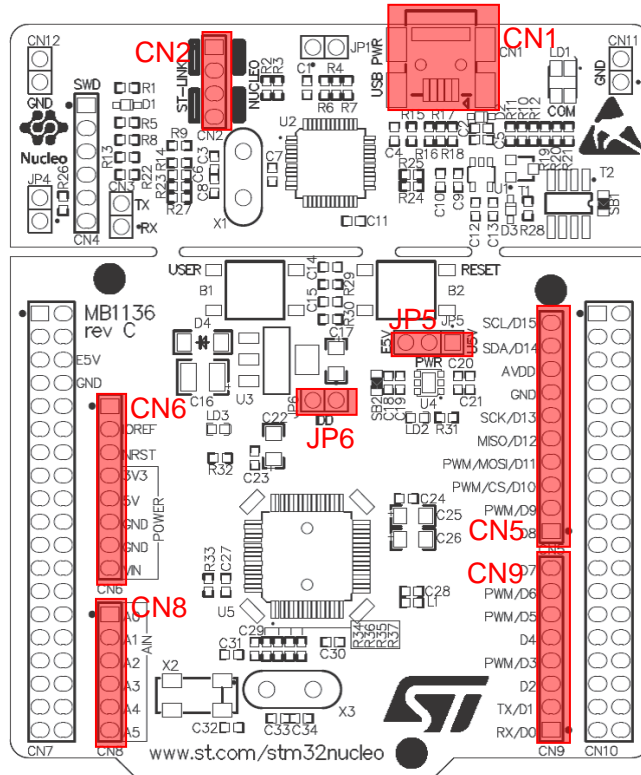 CN12
CN2
JP1
CN1
CN1
LD1
CN11
GND
SWD
R1
D1
R5
R8
R13
R22
GND
Nucleo
JP4
R26
CN4
CN3
TX
RX
ST-LINK
NUCLEO
CN2
R2
R3
C1
R4
R6
R7
U2
USB PWR
COM
GND
R9
R14
R23
R27
C3
C6
C8
X1
C7
C11
C4
R15
R17
R16
R18
R25
R24
C10
C9
C12
C13
C5
D2
R11
R10
R12
U1
T1
D3
R28
R19
R20
R21
T2
SB1
USER
B1
C14
R29
C15
R30
C17
B2
RESET
MB1136
rev C
E5V
GND
D4
C16
U3
JP5
E5V
JP5
U5V
PWR
C20
C21
U4
SB2
C18
C19
LD2
R31
JP6
IDD
JP6
LD3
R32
C22
C23
CN6
IOREF
NRST
3V3
5V
GND
GND
VIN
POWER
CN6
CN8
A0
A1
A2
A3
A4
A5
AIN
CN7
CN8
R33
C27
U5
C24
C25
C26
C28
L1
C29
C30
C31
C32
C33
C34
R34
R36
R35
R37
X2
X3
SCL/D15
SDA/D14
AVDD
GND
SCK/D13
MISO/D12
PWM/MOSI/D11
PWM/CS/D10
PWM/D9
D8
CN5
CN9
D7
PWM/D6
PWM/D5
D4
PWM/D3
D2
TX/D1
RX/D0
CN9
CN10
ST
www.st.com/stm32nucleo